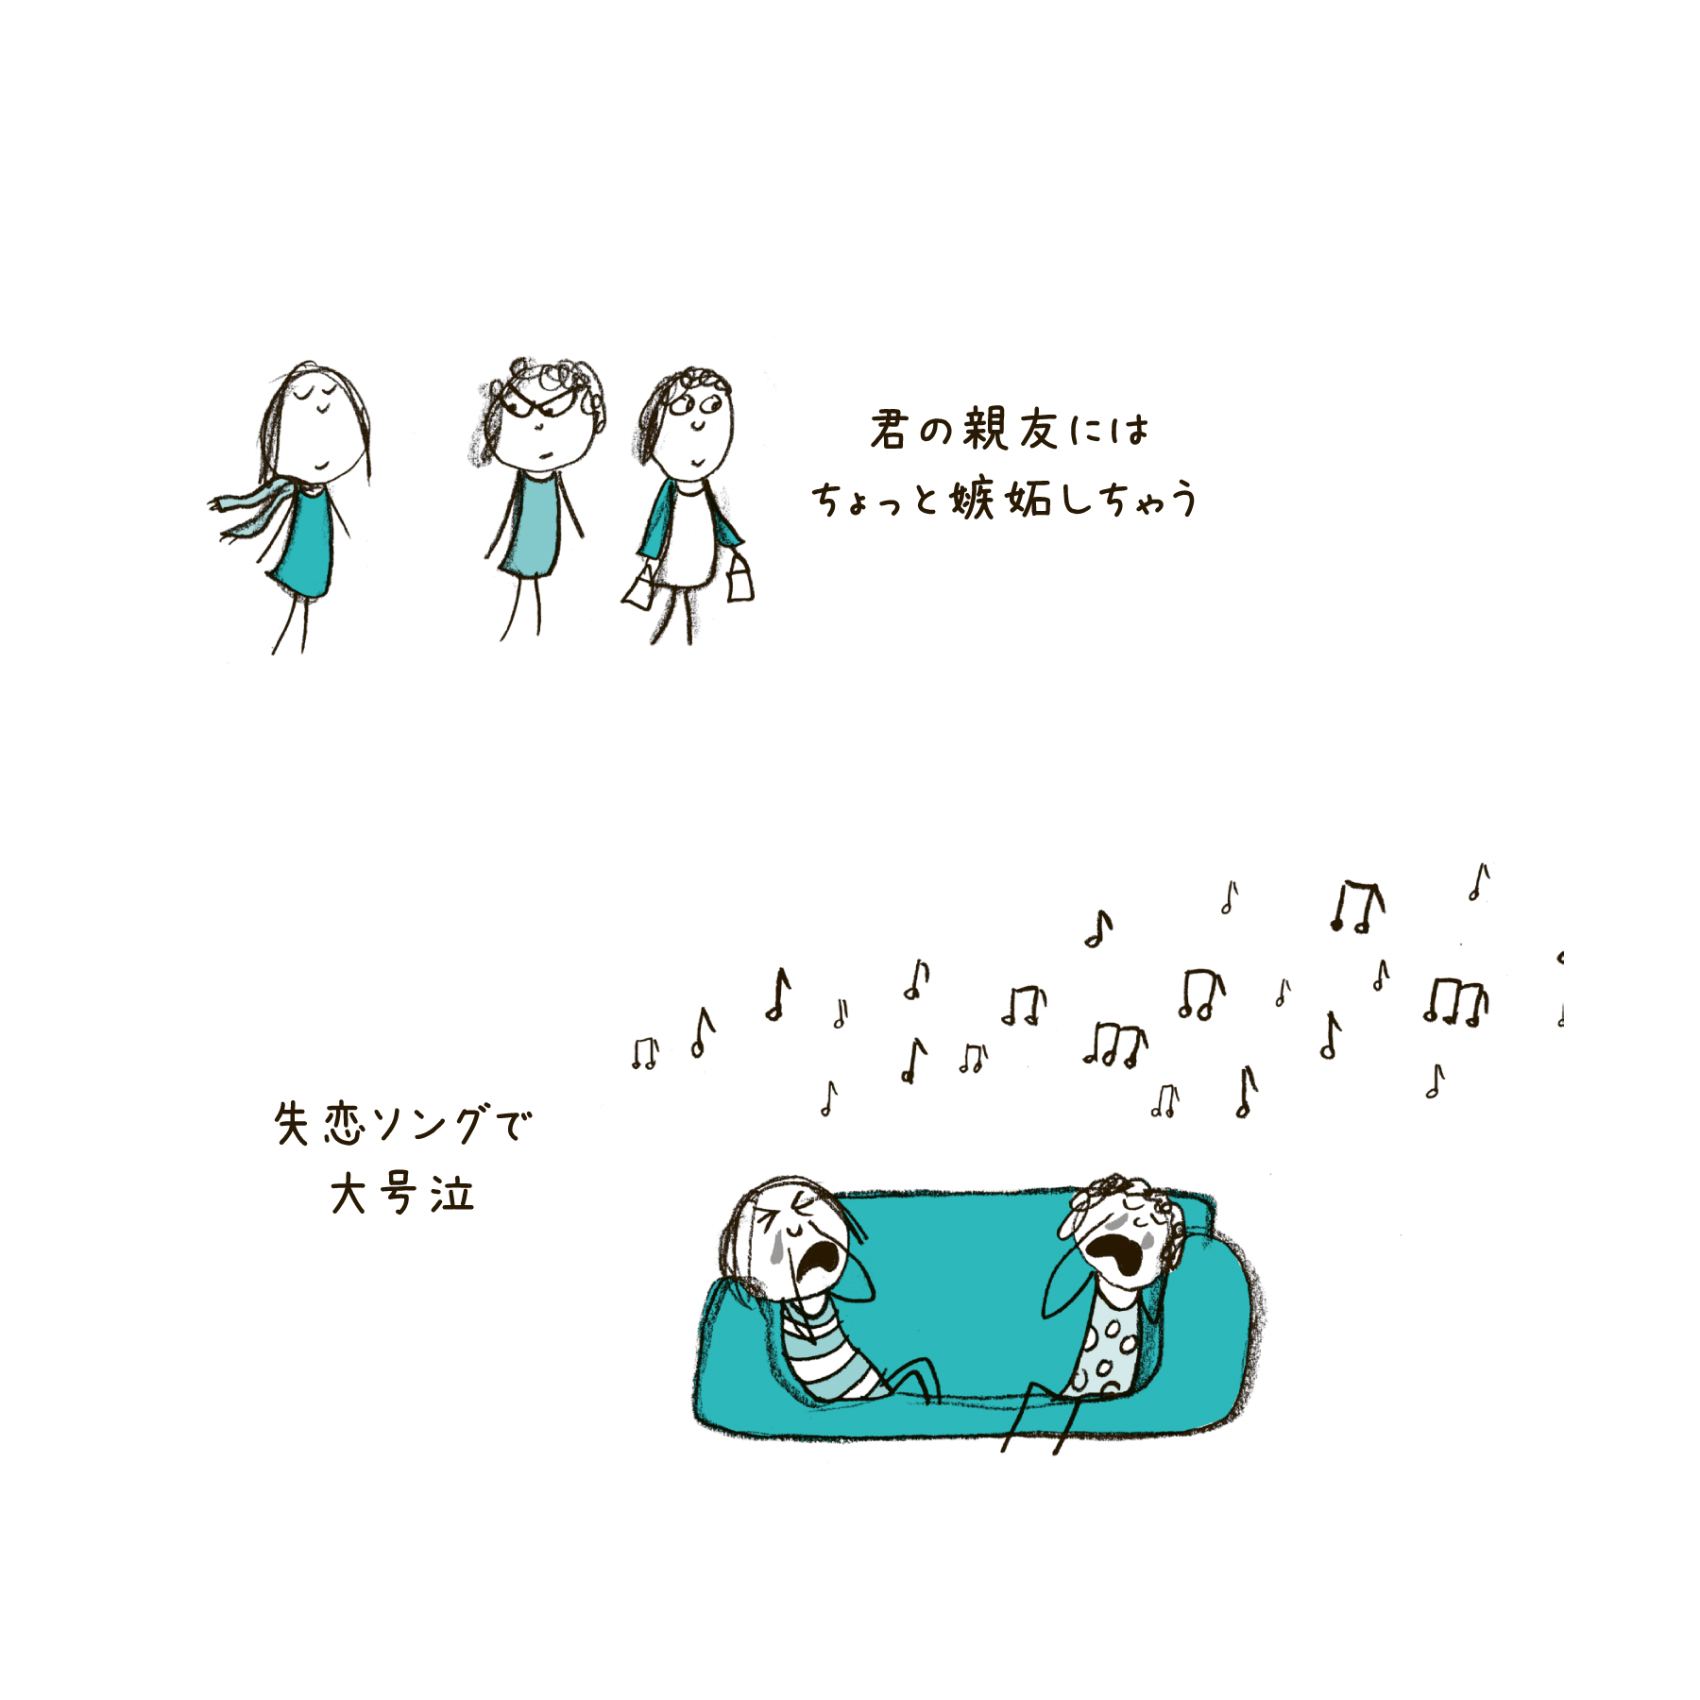 君の親友には
ちょっと嫉妬しちゃう
失恋ソングで
大号泣